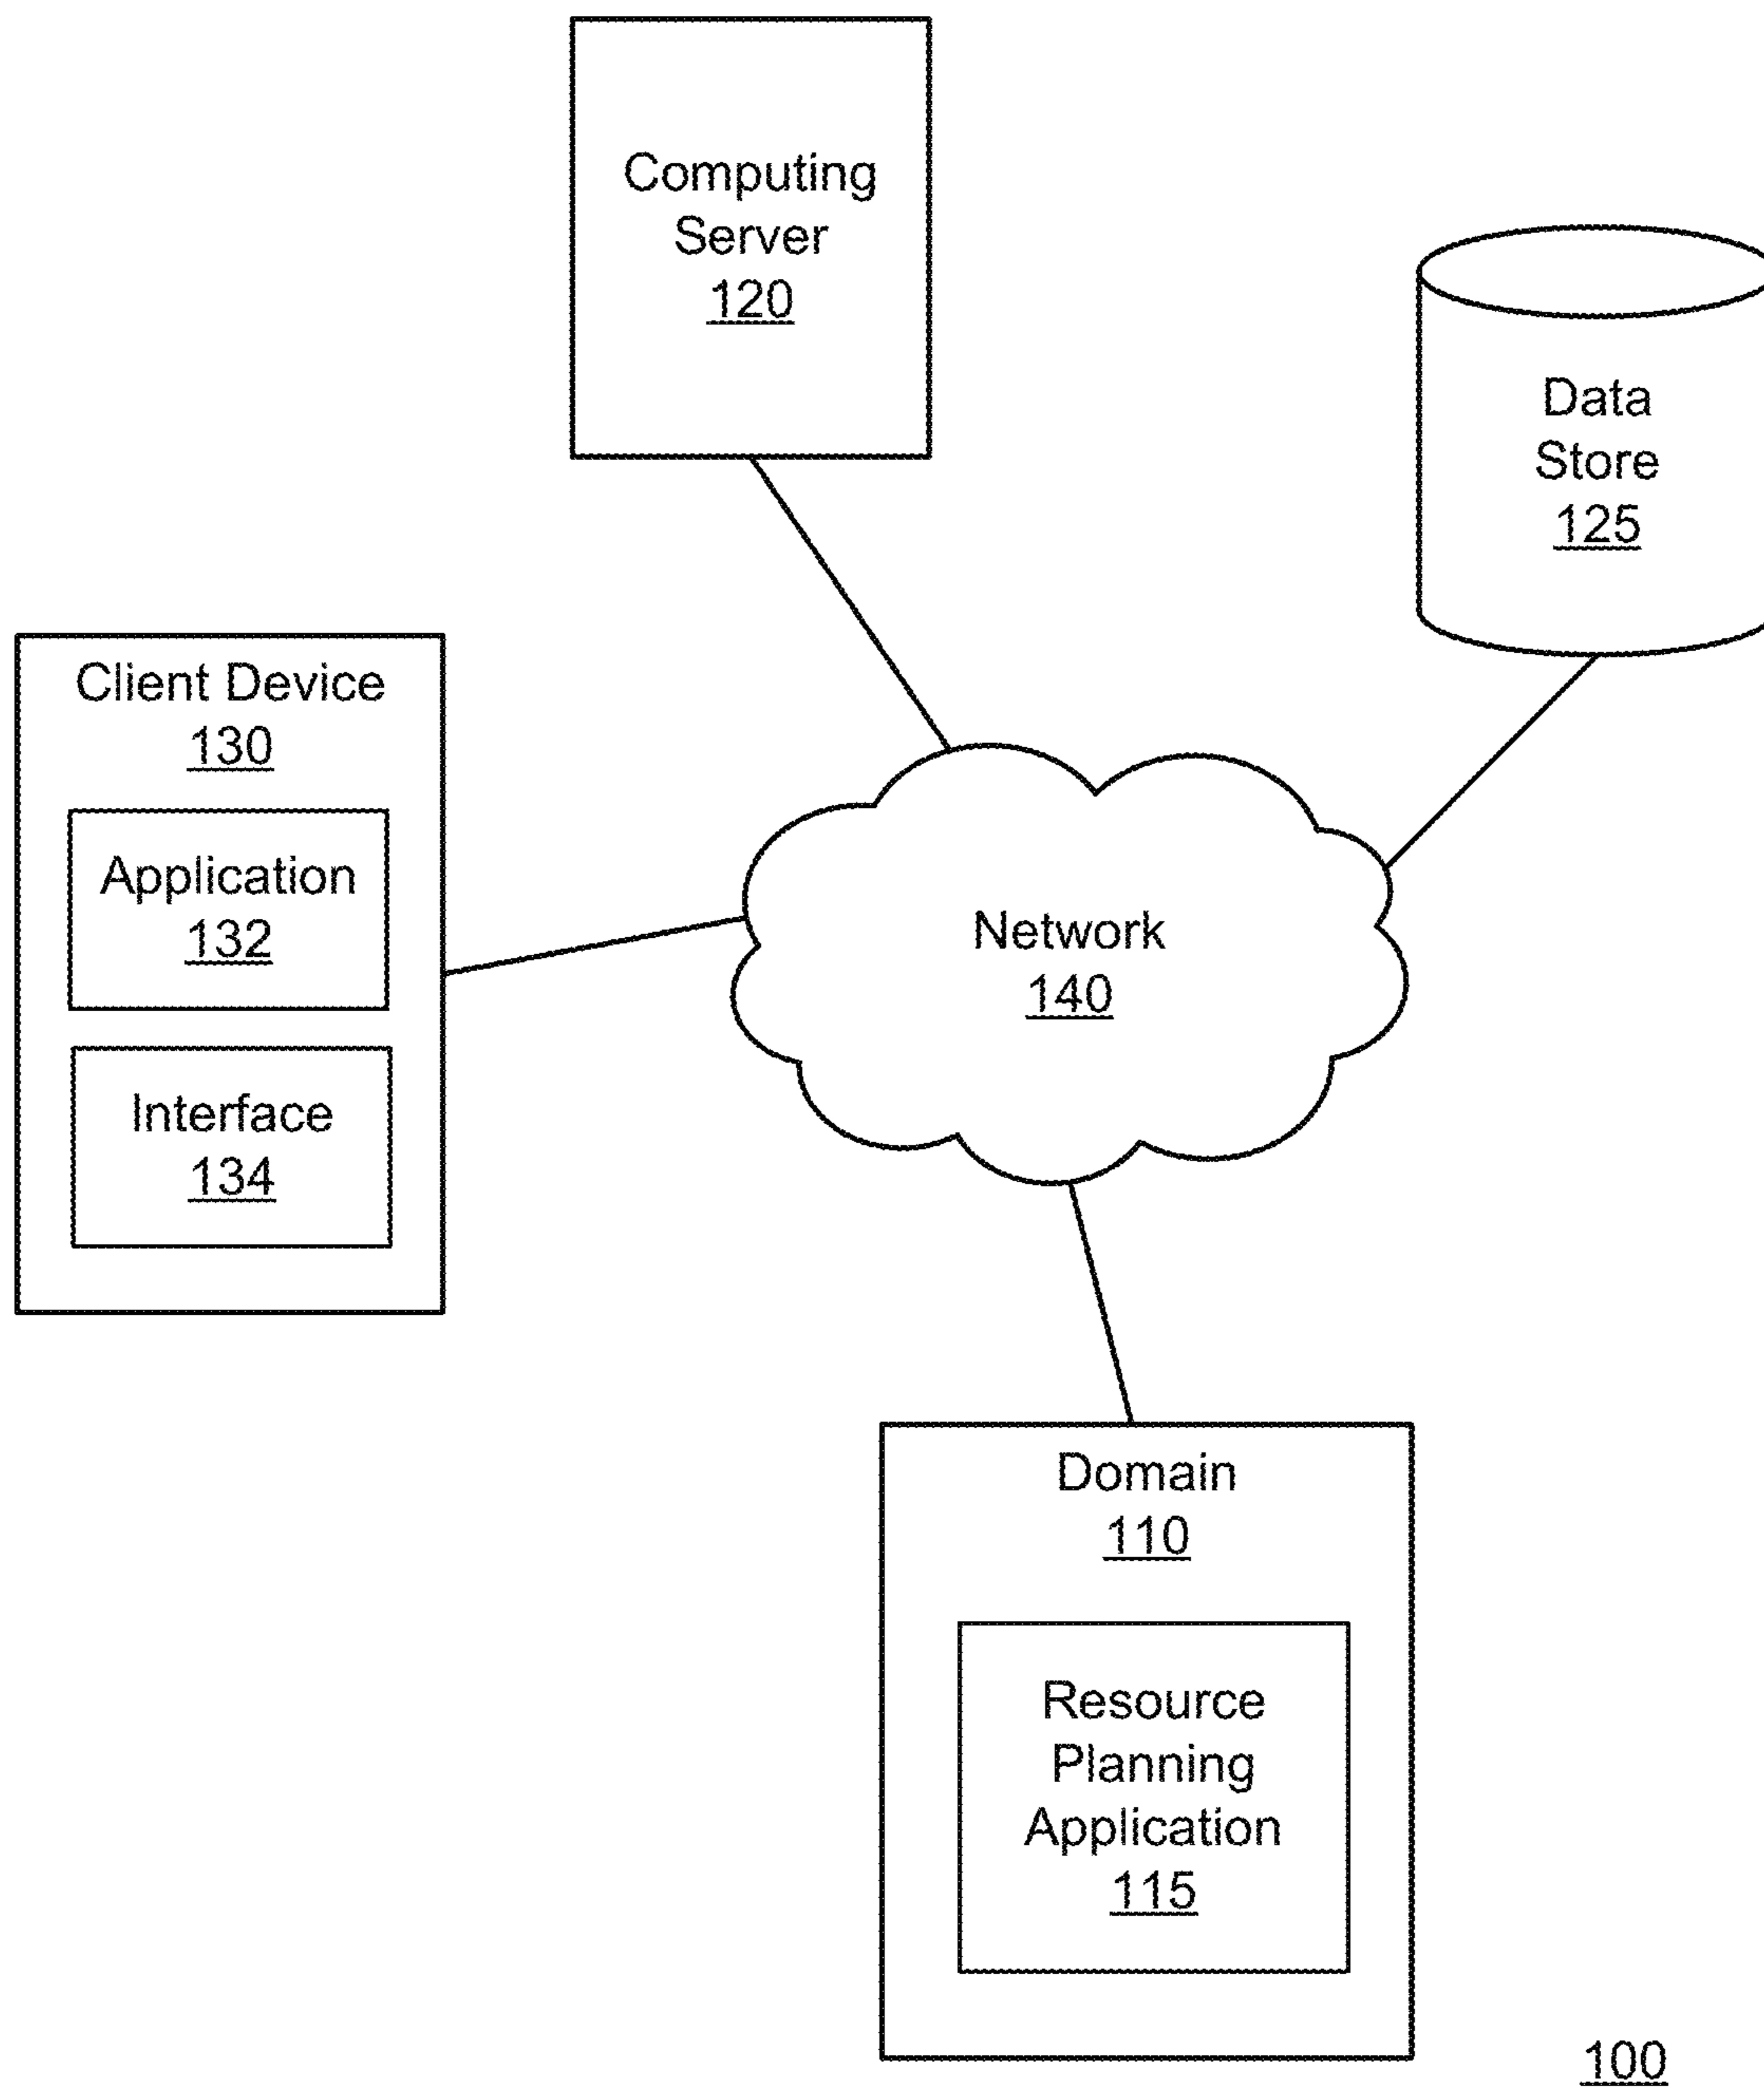 Computing
Server
120
Data
Store
125
Client Device
130
Application
132
Interface
134
Network
140
Domain
110
Resource
Planning
Application
115
100